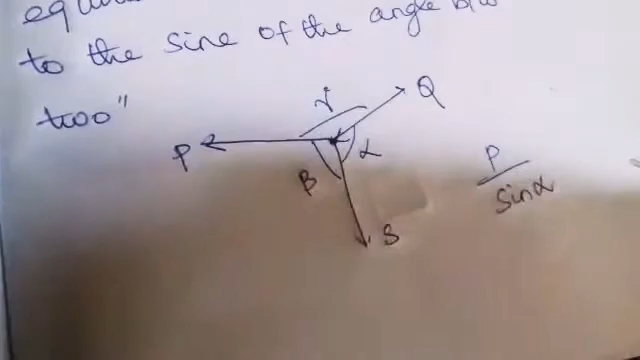 to the sine of the angle
two"
γ
Q
P
α
β
S
P
sinα